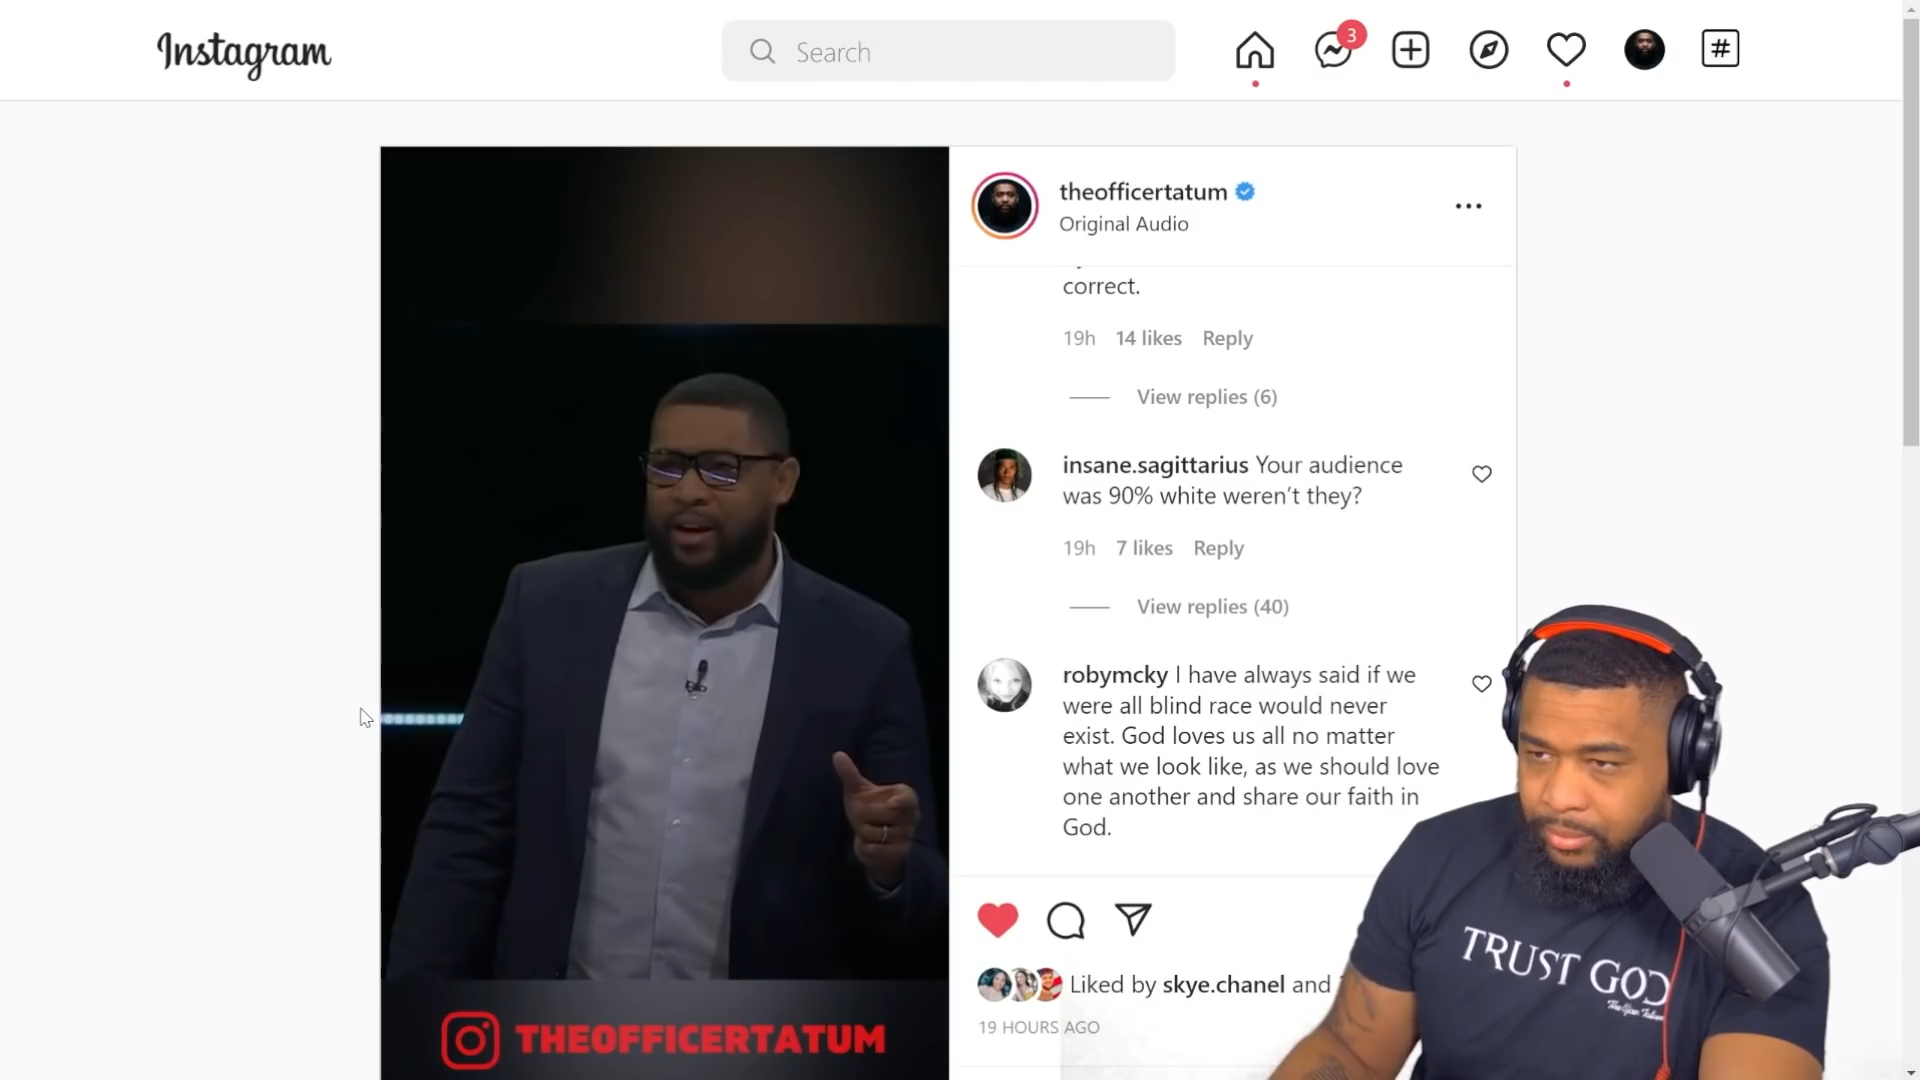 Instagram
Search
3
#
theofficertatum
Original Audio
correct.
19h 14 likes Reply
View replies (6)
insane.sagittarius Your audience
was 90% white weren't they?
19h 7 likes Reply
View replies (40)
robymcky I have always said if we
were all blind race would never
exist. God loves us all no matter
what we look like, as we should love
one another and share our faith in
God.
Liked by skye.chanel and
19 HOURS AGO
THEOFFICERTATUM
TRUST GOD